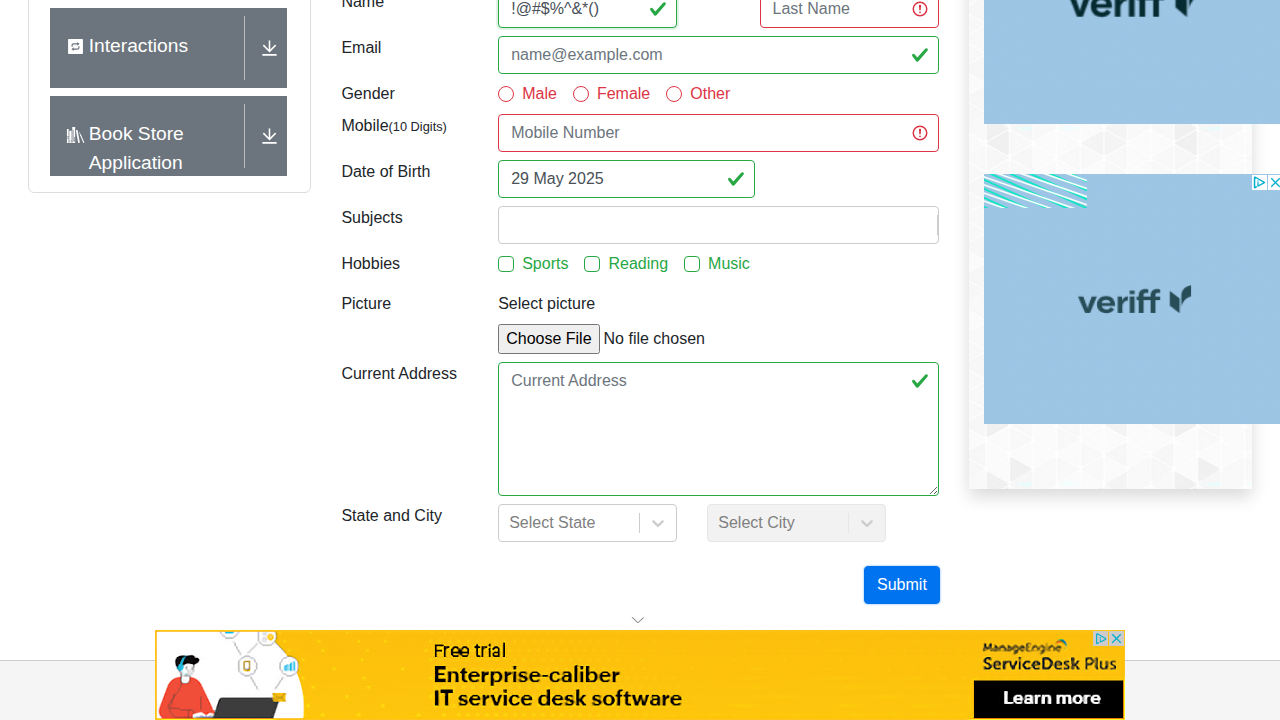 Interactions
Book Store
Application
Name
!@#$%^&*()
Last Name
Email
name@example.com
Gender
Male
Female
Other
Mobile(10 Digits)
Mobile Number
Date of Birth
29 May 2025
Subjects
Hobbies
Sports
Reading
Music
Picture
Select picture
Choose File
No file chosen
Current Address
Current Address
State and City
Select State
Select City
Submit
veriff
veriff
Free trial
Enterprise-caliber
IT service desk software
ManageEngine
ServiceDesk Plus
Learn more